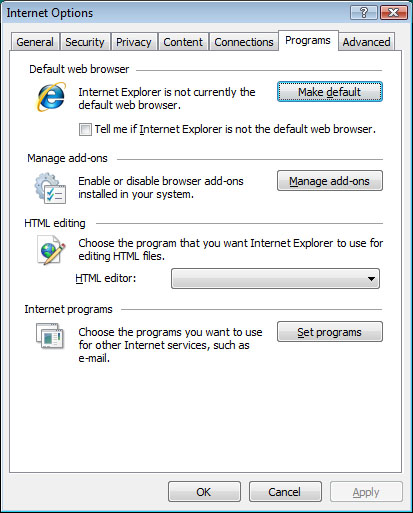 Internet Options
General Security Privacy Content Connections Programs Advanced
Default web browser
Internet Explorer is not currently the
default web browser.
Make default
Tell me if Internet Explorer is not the default web browser.
Manage add-ons
Enable or disable browser add-ons
installed in your system.
Manage add-ons
HTML editing
Choose the program that you want Internet Explorer to use for
editing HTML files.
HTML editor:
Internet programs
Choose the programs you want to use
for other Internet services, such as
e-mail.
Set programs
OK Cancel Apply